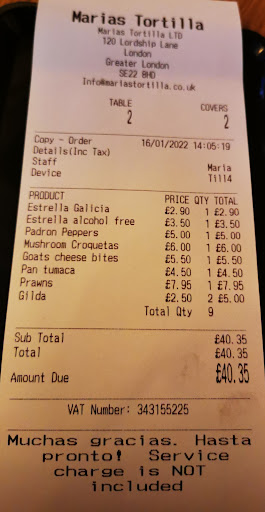 Marias Tortilla
Marias Tortilla LTD
120 Lordship Lane
London
Greater London
SE22 8HD
Info@mariastortilla.co.uk
TABLE COVERS
2 2
Copy - Order 16/01/2022 14:05:19
Details(Inc Tax)
Staff Maria
Device Till4
PRODUCT PRICE QTY TOTAL
Estrella Galicia £2.90 1 £2.90
Estrella alcohol free £3.50 1 £3.50
Padron Peppers £5.00 1 £5.00
Mushroom Croquetas £6.00 1 £6.00
Goats cheese bites £5.50 1 £5.50
Pan tumaca £4.50 1 £4.50
Prawns £7.95 1 £7.95
Gilda £2.50 2 £5.00
Total Qty 9
Sub Total £40.35
Total £40.35
Amount Due £40.35
VAT Number: 343155225
Muchas gracias. Hasta
pronto! Service
charge is NOT
included